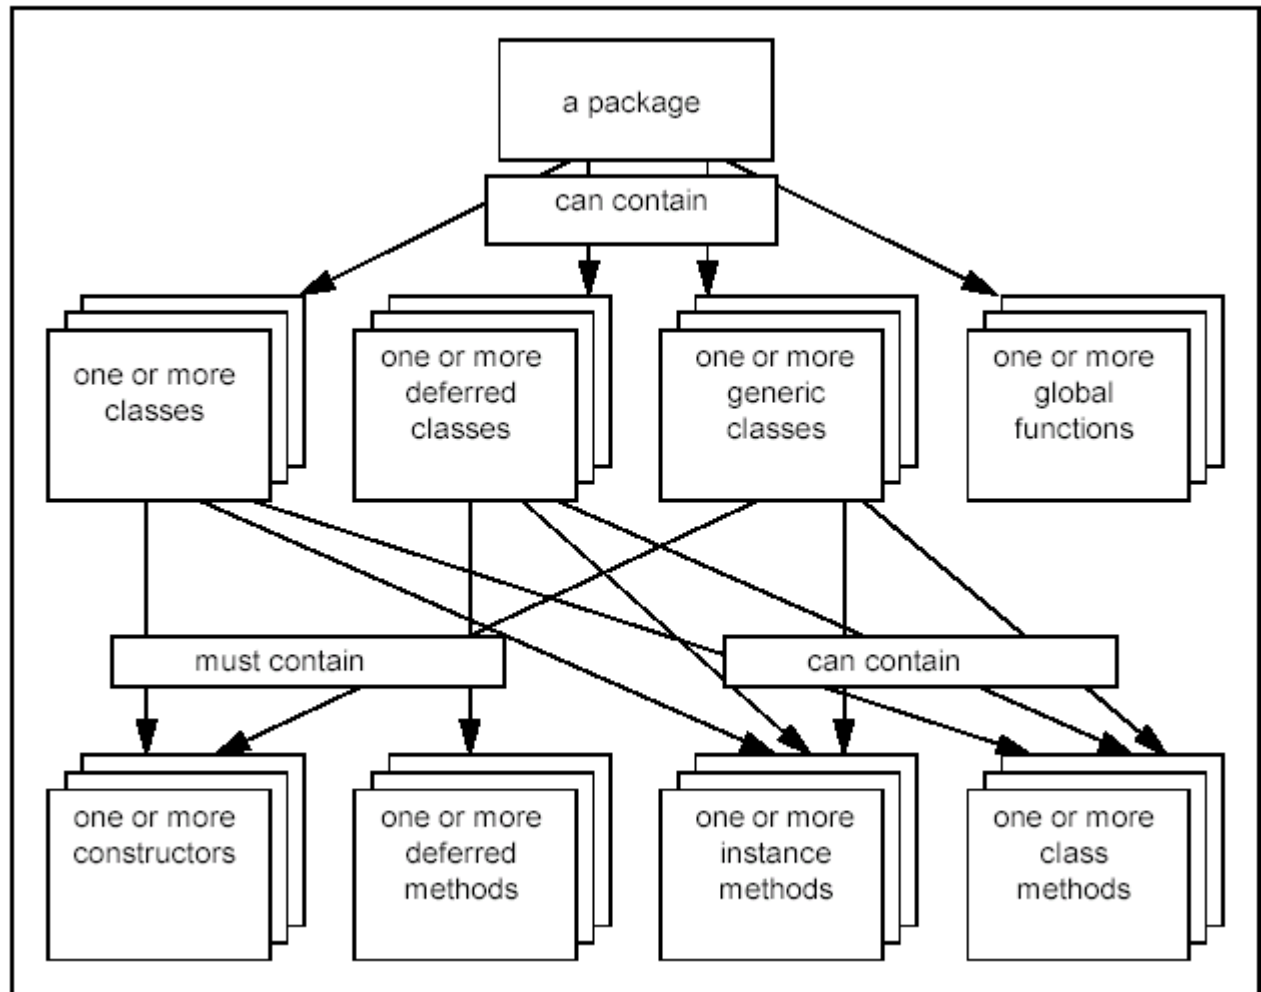 a package
can contain
one or more
classes
one or more
deferred
classes
one or more
generic
classes
one or more
global
functions
must contain
can contain
one or more
constructors
one or more
deferred
methods
one or more
instance
methods
one or more
class
methods